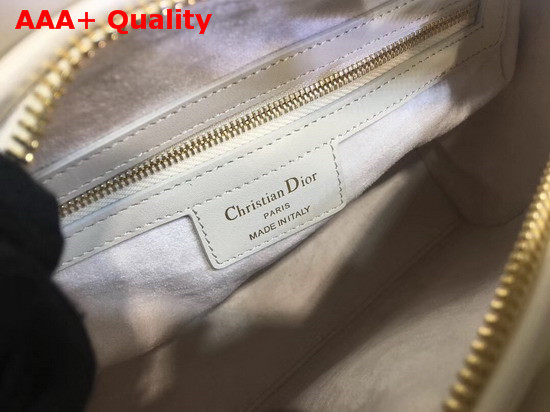 AAA+ Quality
Christian Dior
PARIS
MADE IN ITALY